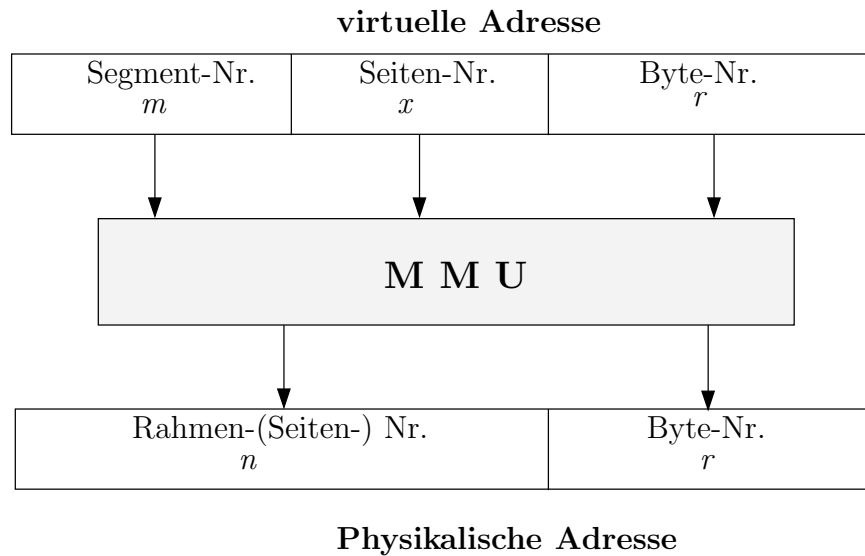 virtuelle Adresse
Segment-Nr. Seiten-Nr. Byte-Nr.
m x r
M M U
Rahmen-(Seiten-) Nr. Byte-Nr.
n r
Physikalische Adresse